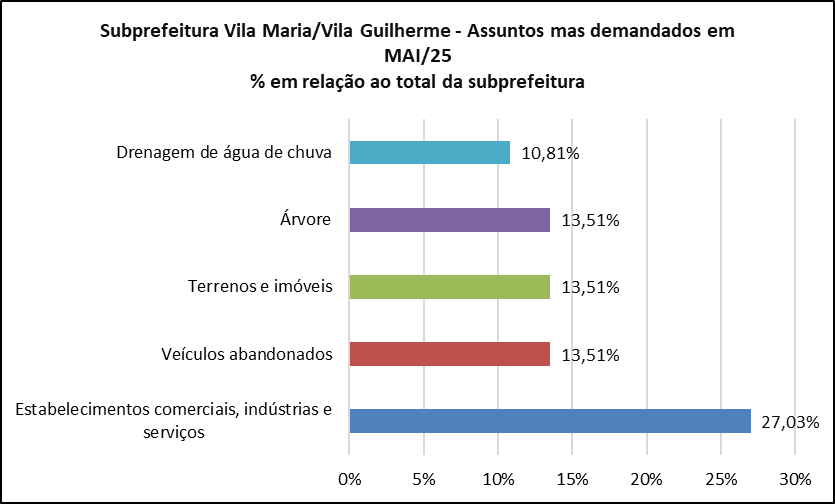 Subprefeitura Vila Maria/Vila Guilherme - Assuntos mas demandados em
MAI/25
% em relação ao total da subprefeitura
Drenagem de água de chuva
10,81%
Árvore
13,51%
Terrenos e imóveis
13,51%
Veículos abandonados
13,51%
Estabelecimentos comerciais, indústrias e
serviços
27,03%
0%
5%
10%
15%
20%
25%
30%